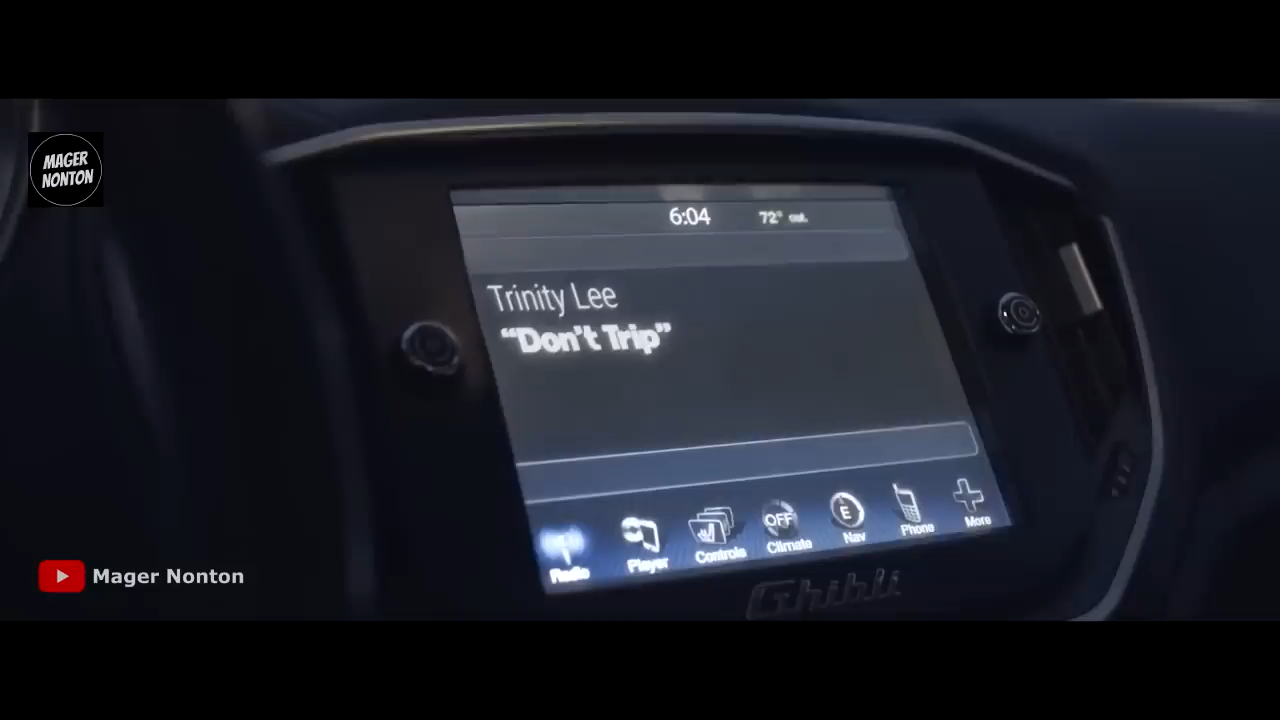 MAGER
NONTON
6:04 72° out.
Trinity Lee
“Don't Trip”
Radio Player Controls OFF Climate E Nav Phone More
Ghibli
Mager Nonton